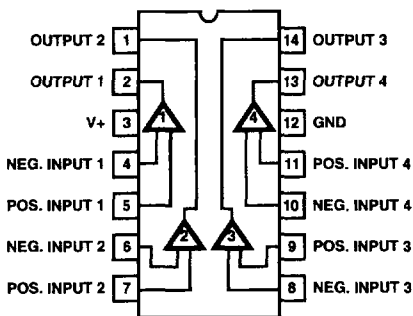 OUTPUT 2 1 14 OUTPUT 3
OUTPUT 1 2 13 OUTPUT 4
V+ 3 1 4 12 GND
NEG. INPUT 1 4 11 POS. INPUT 4
POS. INPUT 1 5 10 NEG. INPUT 4
NEG. INPUT 2 6 2 3 9 POS. INPUT 3
POS. INPUT 2 7 8 NEG. INPUT 3